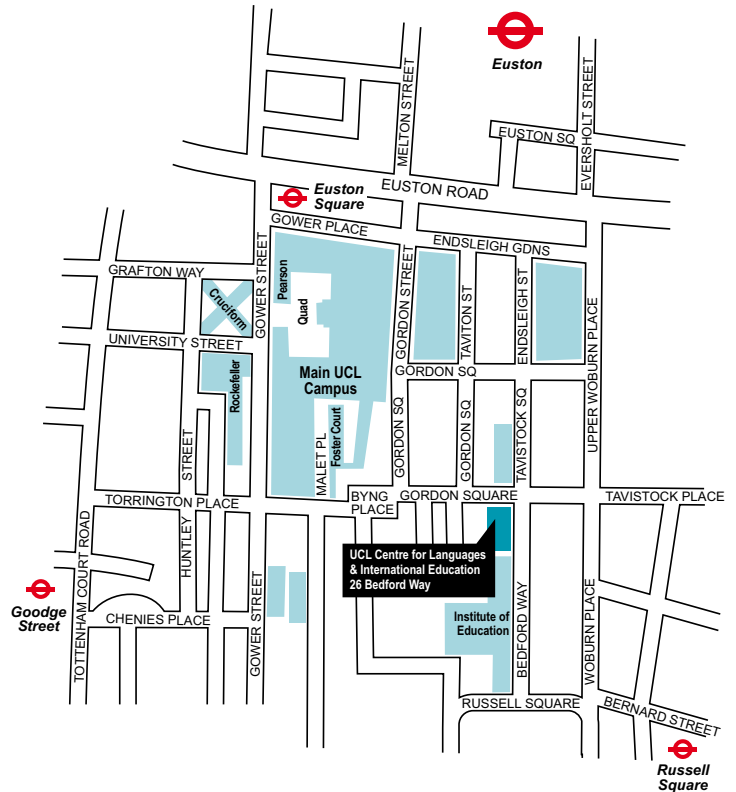 Euston
MELTON STREET
EVERSHOLT STREET
EUSTON SQ
EUSTON ROAD
Euston
Square
GOWER PLACE
ENDSLEIGH GDNS
GRAFTON WAY
GOWER STREET
Pearson
Quad
Cruciform
GORDON STREET
TAVITON ST
ENDSLEIGH ST
UPPER WOBURN PLACE
UNIVERSITY STREET
Rockefeller
Main UCL
Campus
GORDON SQ
MALET PL
Foster Court
GORDON SQ
GORDON SQ
TAVISTOCK SQ
STREET
HUNTLEY
TORRINGTON PLACE
BYNG
PLACE
GORDON SQUARE
TAVISTOCK PLACE
UCL Centre for Languages
& International Education
26 Bedford Way
TOTTENHAM COURT ROAD
Goodge
Street
CHENIES PLACE
GOWER STREET
Institute of
Education
BEDFORD WAY
WOBURN PLACE
RUSSELL SQUARE
BERNARD STREET
Russell
Square